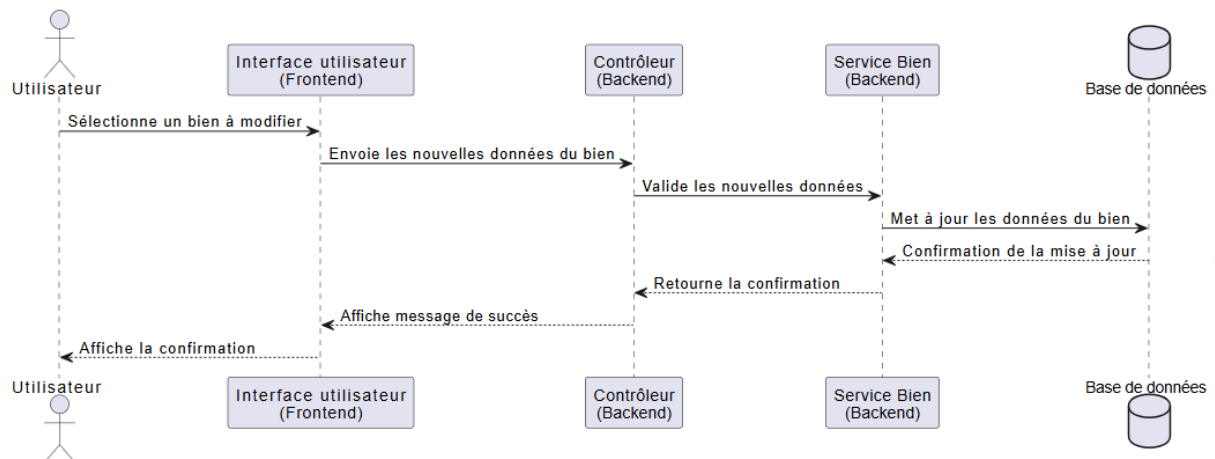 Utilisateur
Interface utilisateur
(Frontend)
Contrôleur
(Backend)
Service Bien
(Backend)
Base de données
Sélectionne un bien à modifier
Envoie les nouvelles données du bien
Valide les nouvelles données
Met à jour les données du bien
Confirmation de la mise à jour
Retourne la confirmation
Affiche message de succès
Affiche la confirmation
Utilisateur
Interface utilisateur
(Frontend)
Contrôleur
(Backend)
Service Bien
(Backend)
Base de données